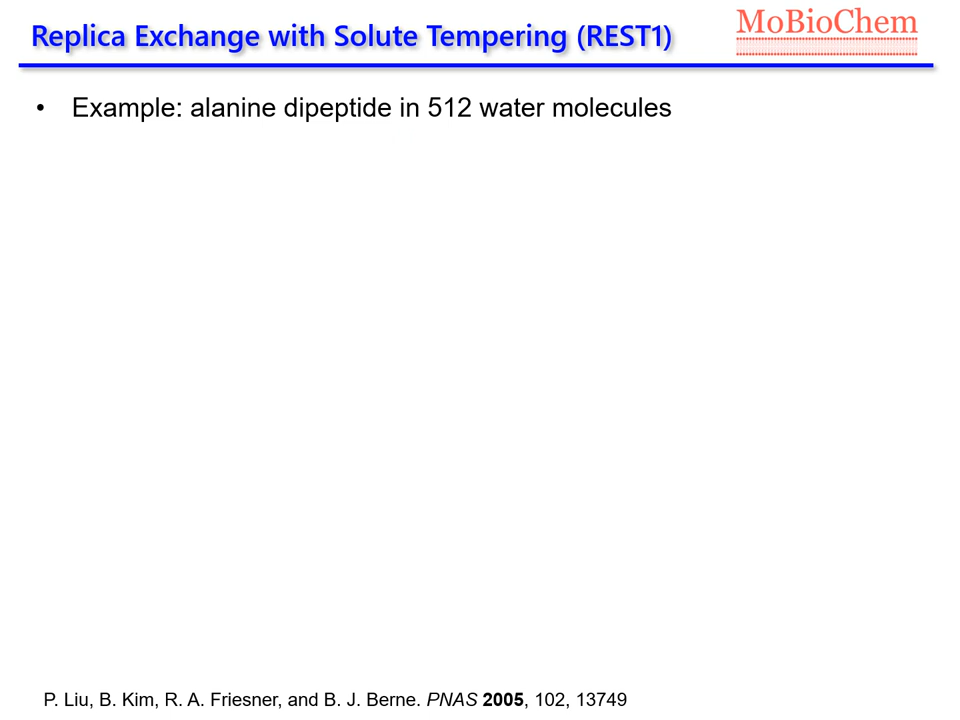 Replica Exchange with Solute Tempering (REST1)
MoBioChem
• Example: alanine dipeptide in 512 water molecules
P. Liu, B. Kim, R. A. Friesner, and B. J. Berne. PNAS 2005, 102, 13749